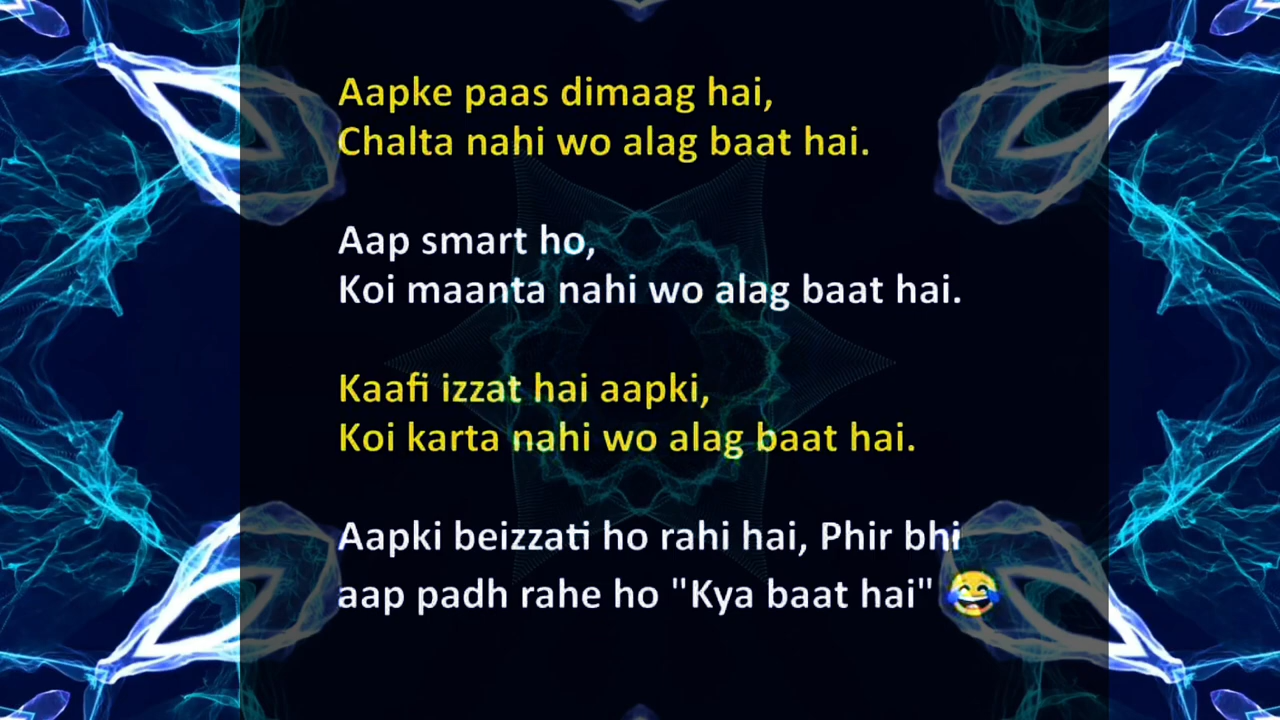 Aapke paas dimaag hai,
Chalta nahi wo alag baat hai.
Aap smart ho,
Koi maanta nahi wo alag baat hai.
Kaafi izzat hai aapki,
Koi karta nahi wo alag baat hai.
Aapki beizzati ho rahi hai, Phir bhi
aap padh rahe ho "Kya baat hai" 😂